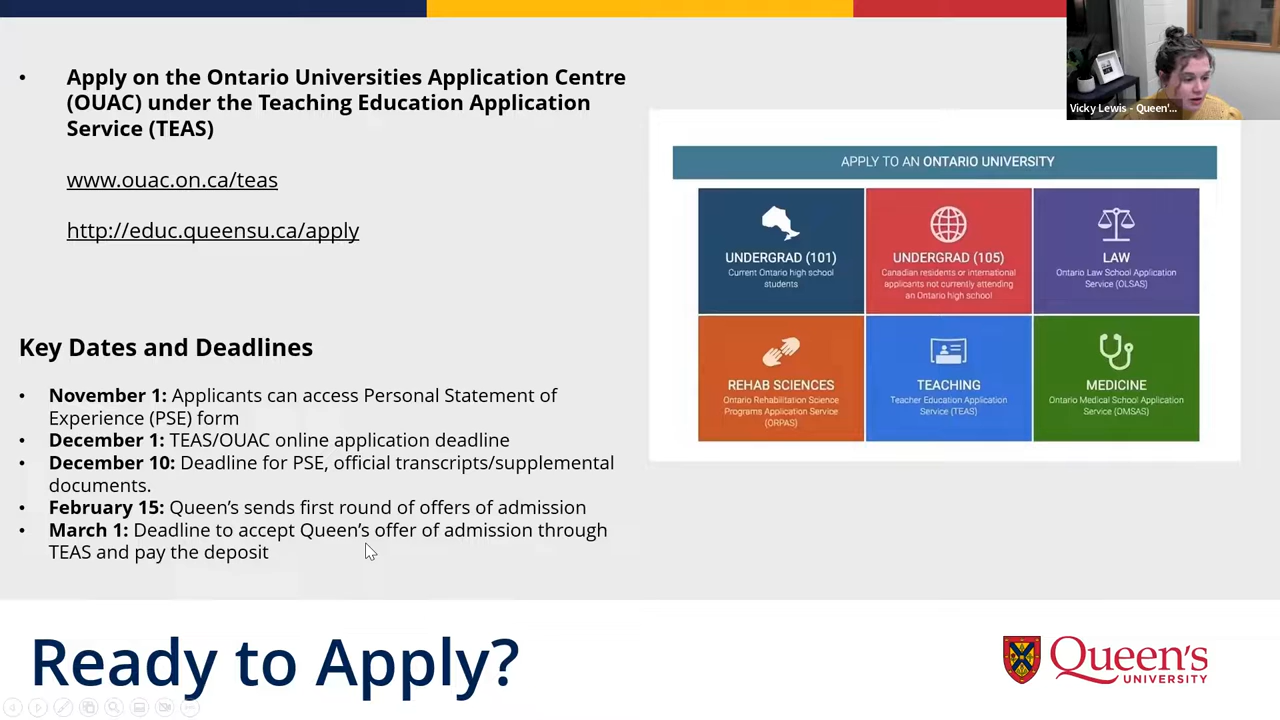 Apply on the Ontario Universities Application Centre
(OUAC) under the Teaching Education Application
Service (TEAS)
www.ouac.on.ca/teas
http://educ.queensu.ca/apply
Key Dates and Deadlines
November 1: Applicants can access Personal Statement of
Experience (PSE) form
December 1: TEAS/OUAC online application deadline
December 10: Deadline for PSE, official transcripts/supplemental
documents.
February 15: Queen's sends first round of offers of admission
March 1: Deadline to accept Queen's offer of admission through
TEAS and pay the deposit
Vicky Lewis - Queen'...
APPLY TO AN ONTARIO UNIVERSITY
UNDERGRAD (101)
Current Ontario high school
students
UNDERGRAD (105)
Canadian residents or international
applicants not currently attending
an Ontario high school
LAW
Ontario Law School Application
Service (OLSAS)
REHAB SCIENCES
Ontario Rehabilitation Science
Programs Application Service
(ORPAS)
TEACHING
Teacher Education Application
Service (TEAS)
MEDICINE
Ontario Medical School Application
Service (OMSAS)
Ready to Apply?
Queen's
UNIVERSITY